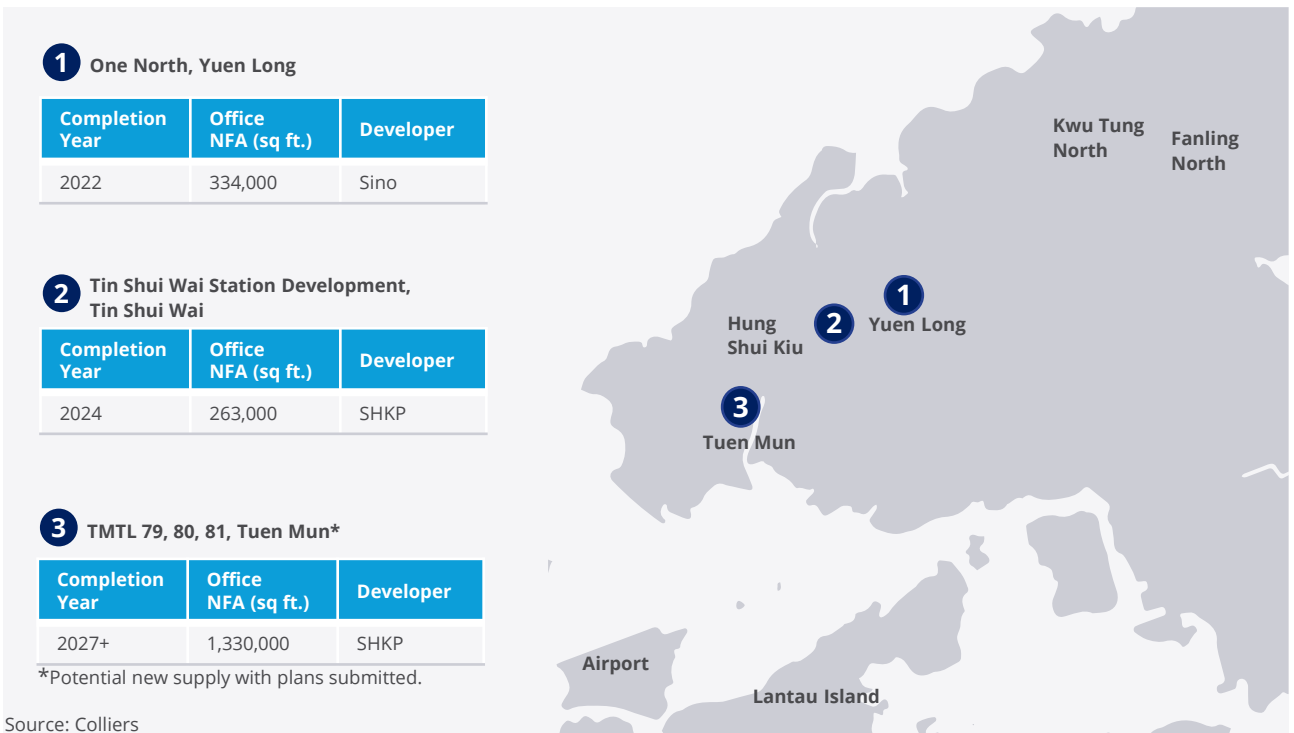 1 One North, Yuen Long
Completion Year Office NFA (sq ft.) Developer
2022 334,000 Sino
2 Tin Shui Wai Station Development,
Tin Shui Wai
Completion Year Office NFA (sq ft.) Developer
2024 263,000 SHKP
3 TMTL 79, 80, 81, Tuen Mun*
Completion Year Office NFA (sq ft.) Developer
2027+ 1,330,000 SHKP
*Potential new supply with plans submitted.
Source: Colliers
Kwu Tung
North
Fanling
North
1
Yuen Long
2
Hung
Shui Kiu
3
Tuen Mun
Airport
Lantau Island